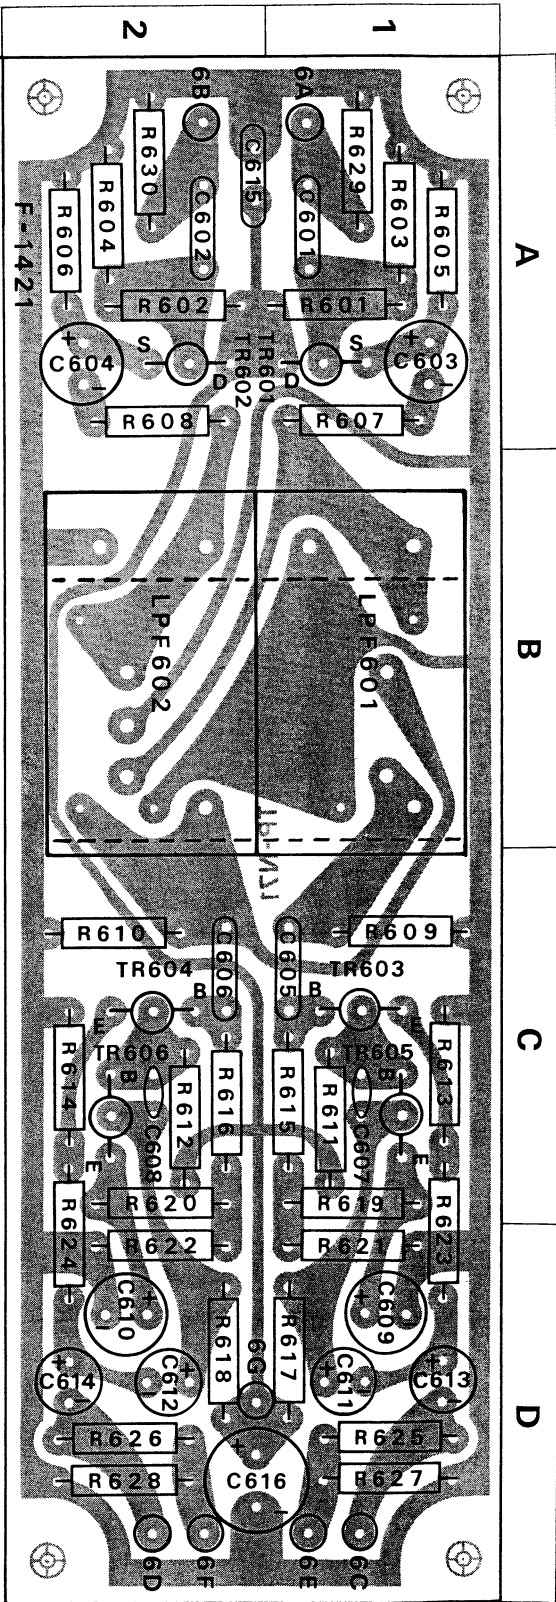 2
1
6B
6A
R630
C615
R629
R604
C602
C601
R603
R606
R605
F-1421
A
R602
R601
TR601
TR602
S
D
D
S
C604
C603
R608
R607
LPF602
LPF601
B
R610
C606
C605
R609
TR604
TR603
B
B
E
E
TR606
TR605
R614
B
R612
R616
R615
R611
B
R613
C608
C607
E
E
C
R620
R619
R622
R621
R624
R623
C610
C609
R618
R617
6G
C614
C612
C611
C613
R626
R625
D
R628
C616
R627
6D
6F
6E
6C